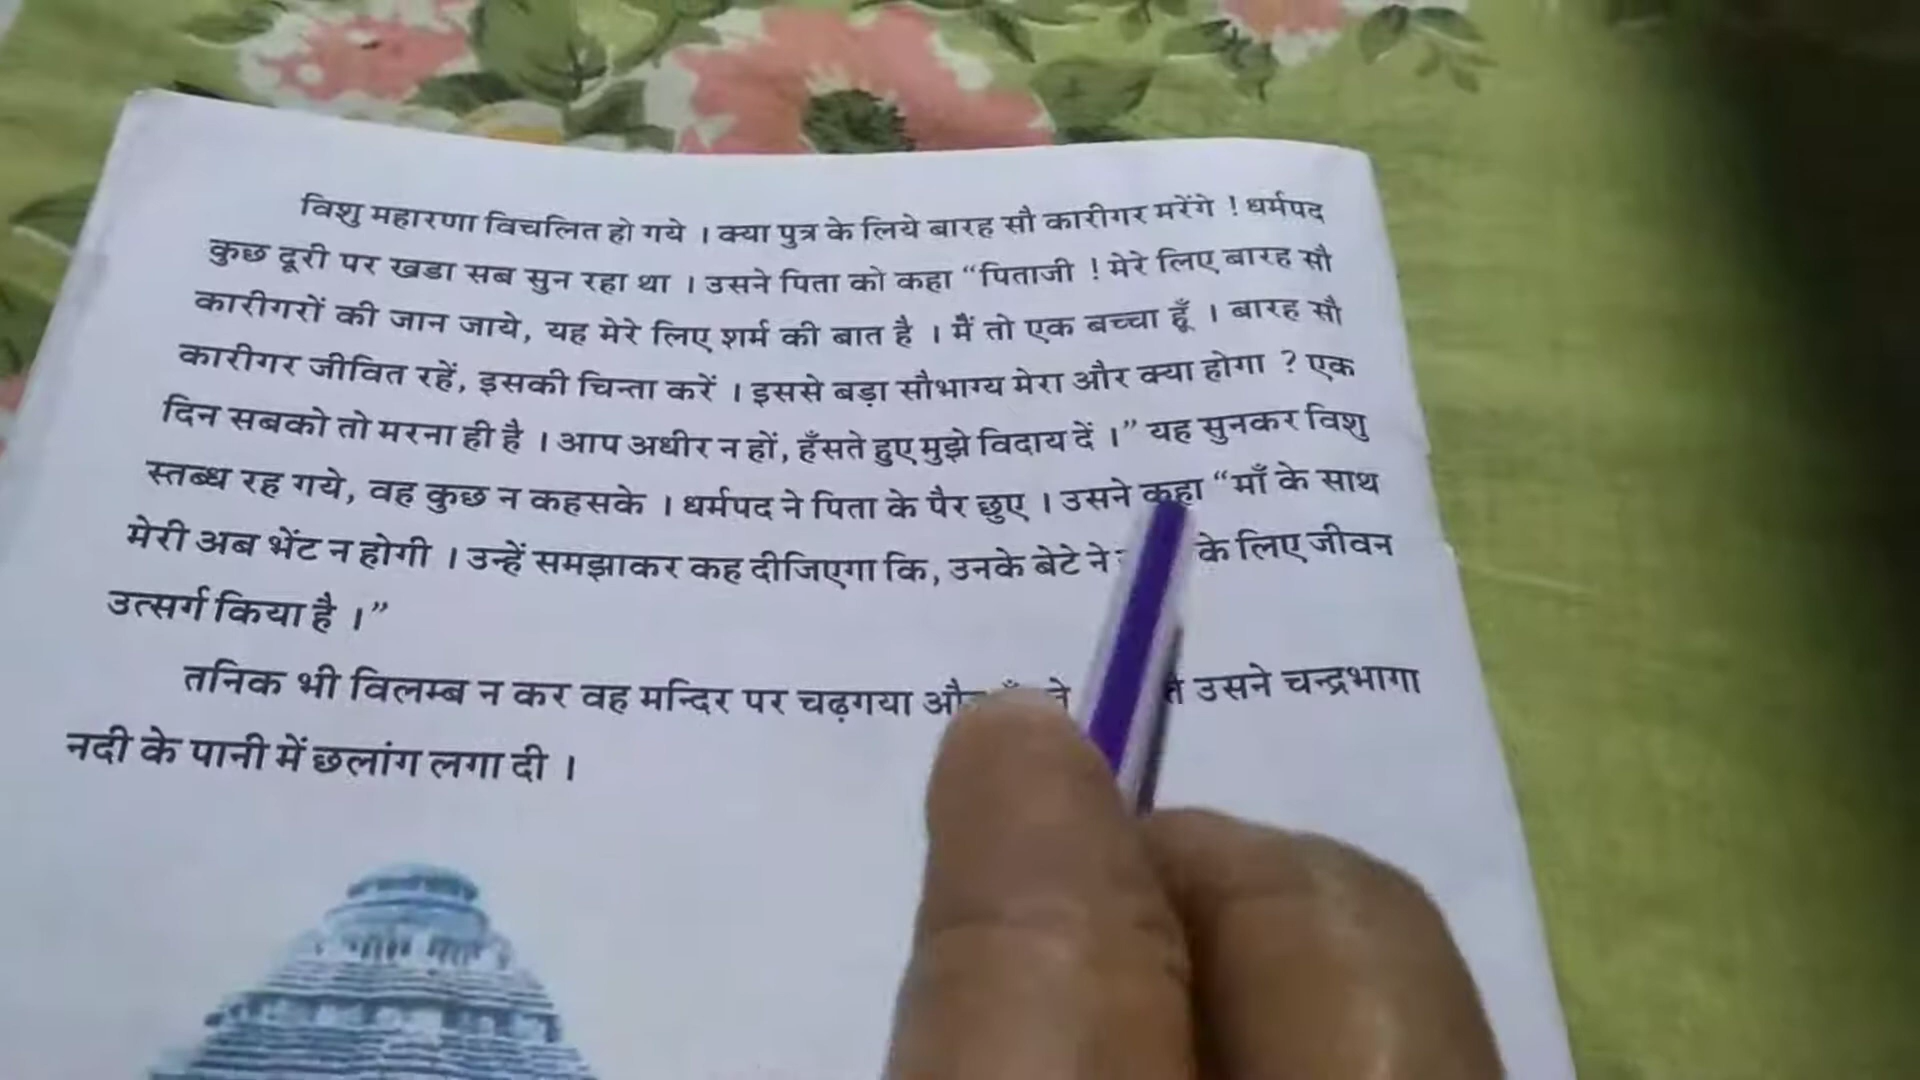 विशु महारणा विचलित हो गये । क्या पुत्र के लिये बारह सौ कारीगर मरेंगे ! धर्मपद
कुछ दूरी पर खडा सब सुन रहा था । उसने पिता को कहा “पिताजी ! मेरे लिए बारह सौ
कारीगरों की जान जाये, यह मेरे लिए शर्म की बात है । मैं तो एक बच्चा हूँ । बारह सौ
कारीगर जीवित रहें, इसकी चिन्ता करें । इससे बड़ा सौभाग्य मेरा और क्या होगा ? एक
दिन सबको तो मरना ही है । आप अधीर न हों, हँसते हुए मुझे विदाय दें ।” यह सुनकर विशु
स्तब्ध रह गये, वह कुछ न कहसके । धर्मपद ने पिता के पैर छुए । उसने कहा “माँ के साथ
मेरी अब भेंट न होगी । उन्हें समझाकर कह दीजिएगा कि, उनके बेटे ने के लिए जीवन
उत्सर्ग किया है ।”
तनिक भी विलम्ब न कर वह मन्दिर पर चढ़गया उसने चन्द्रभागा
नदी के पानी में छलांग लगा दी ।